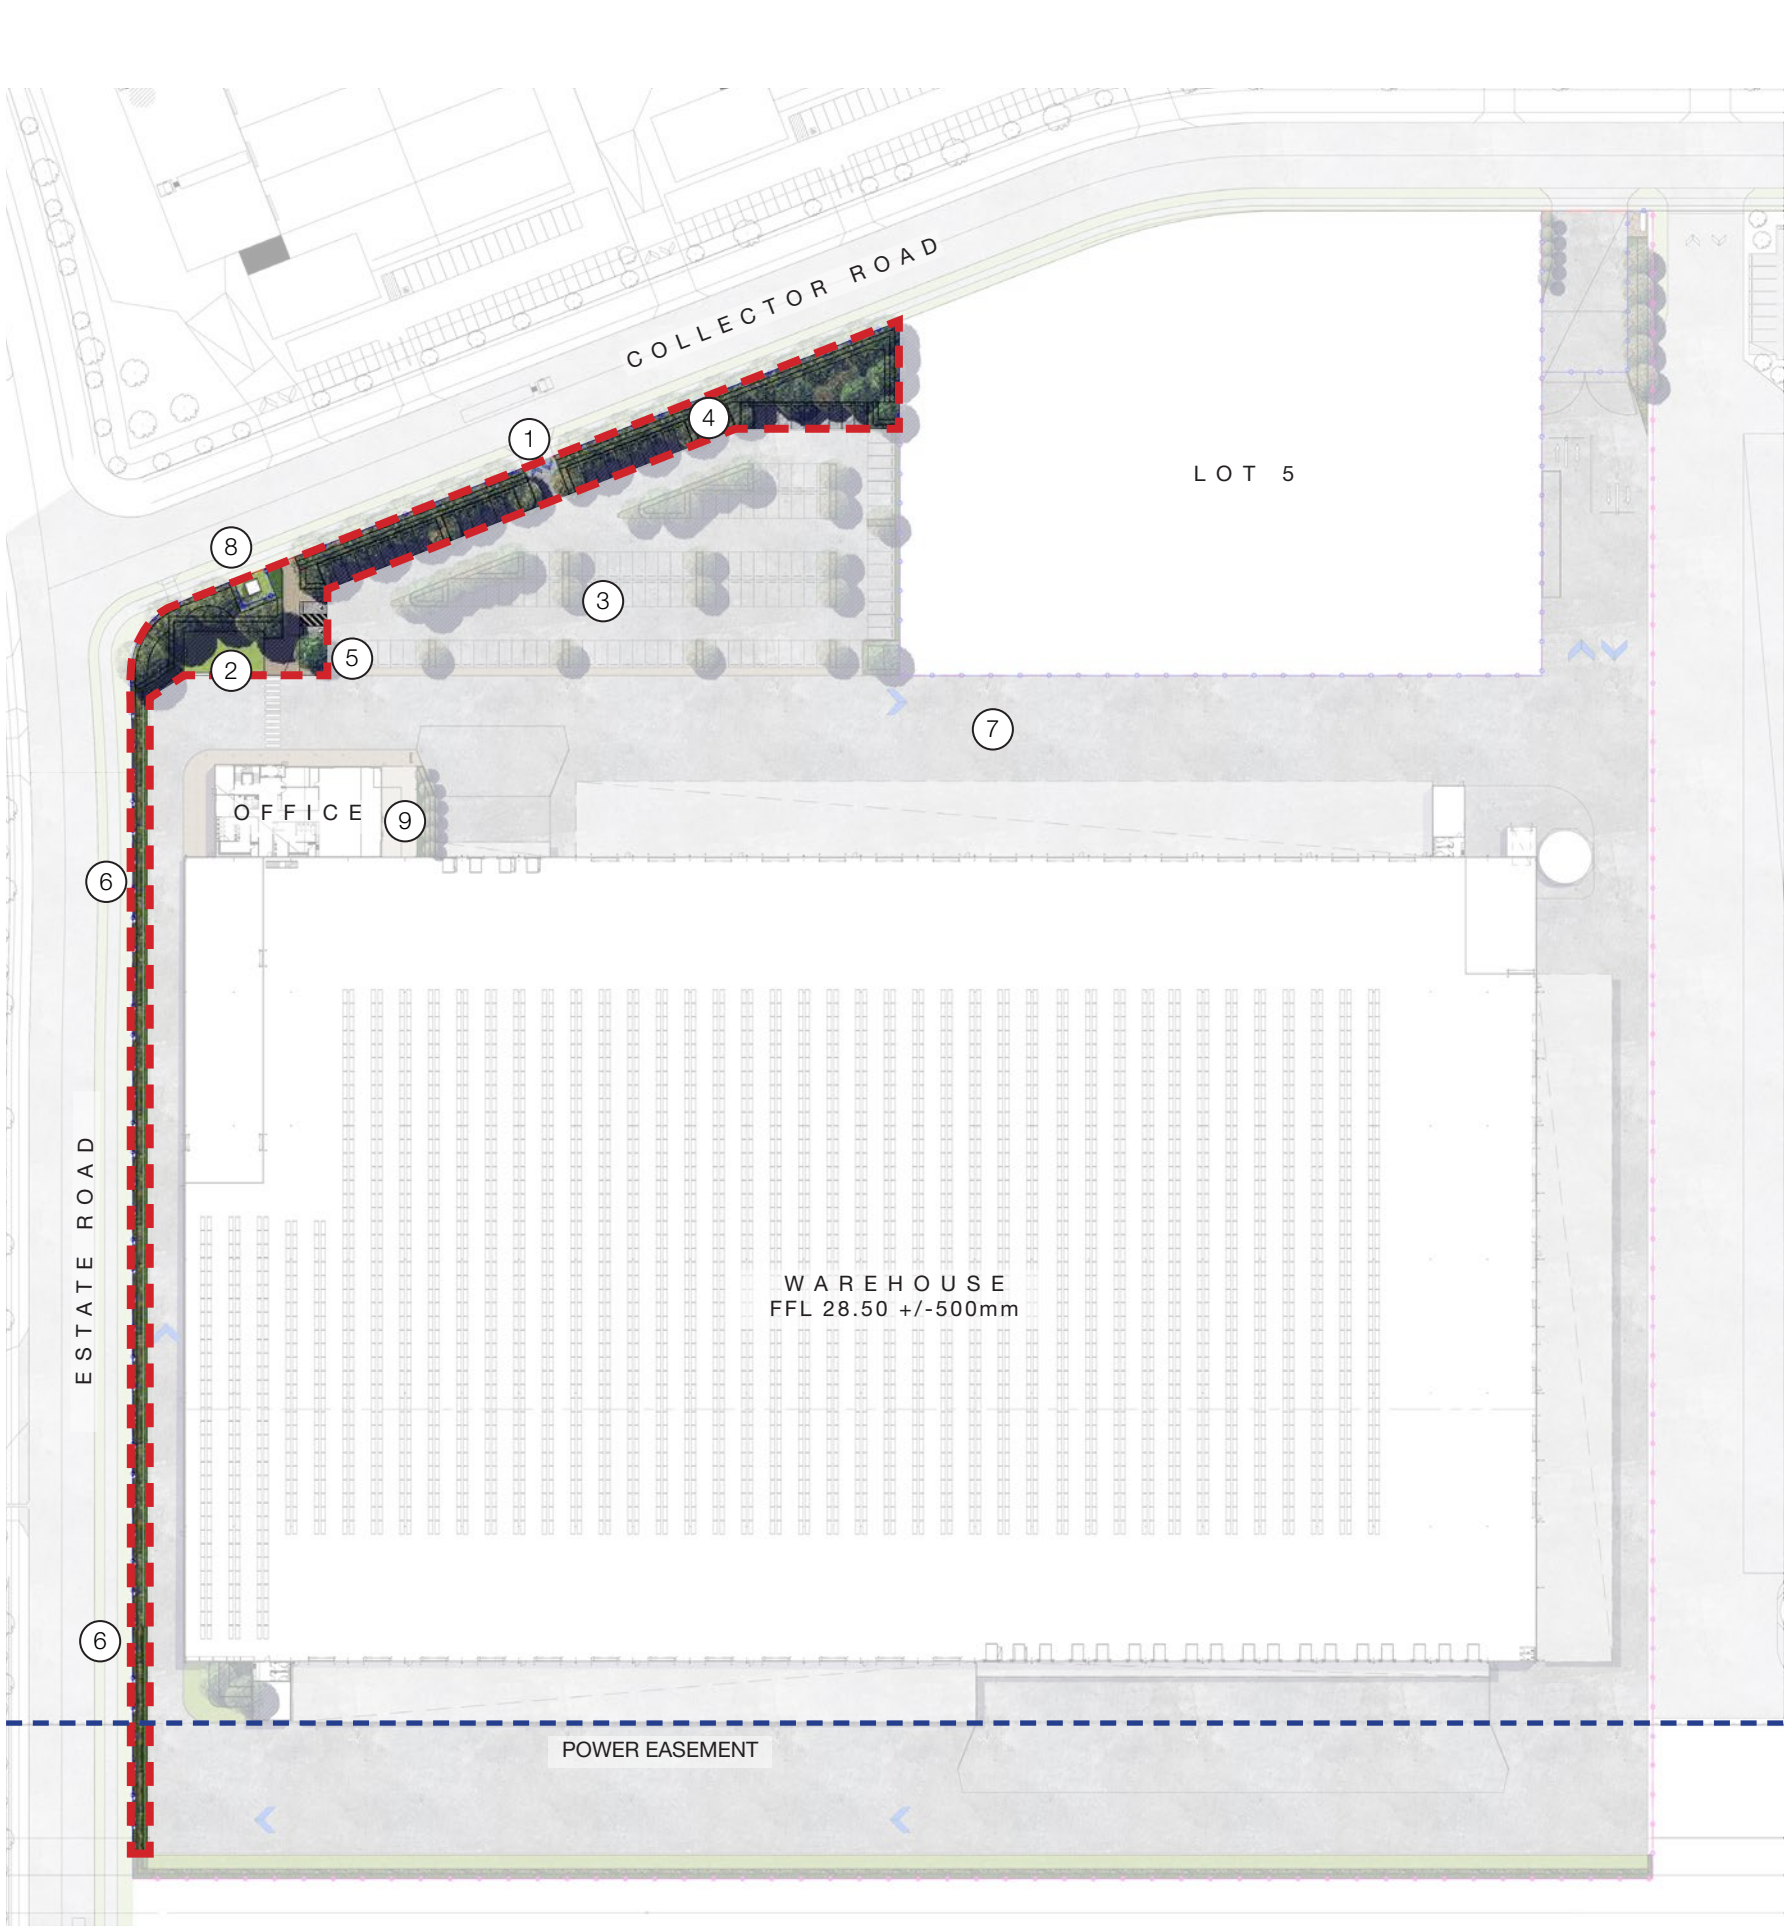 COLLECTOR ROAD
4
1
LOT 5
8
3
5
2
7
OFFICE
9
6
ESTATE ROAD
WAREHOUSE
FFL 28.50 +/-500mm
6
POWER EASEMENT